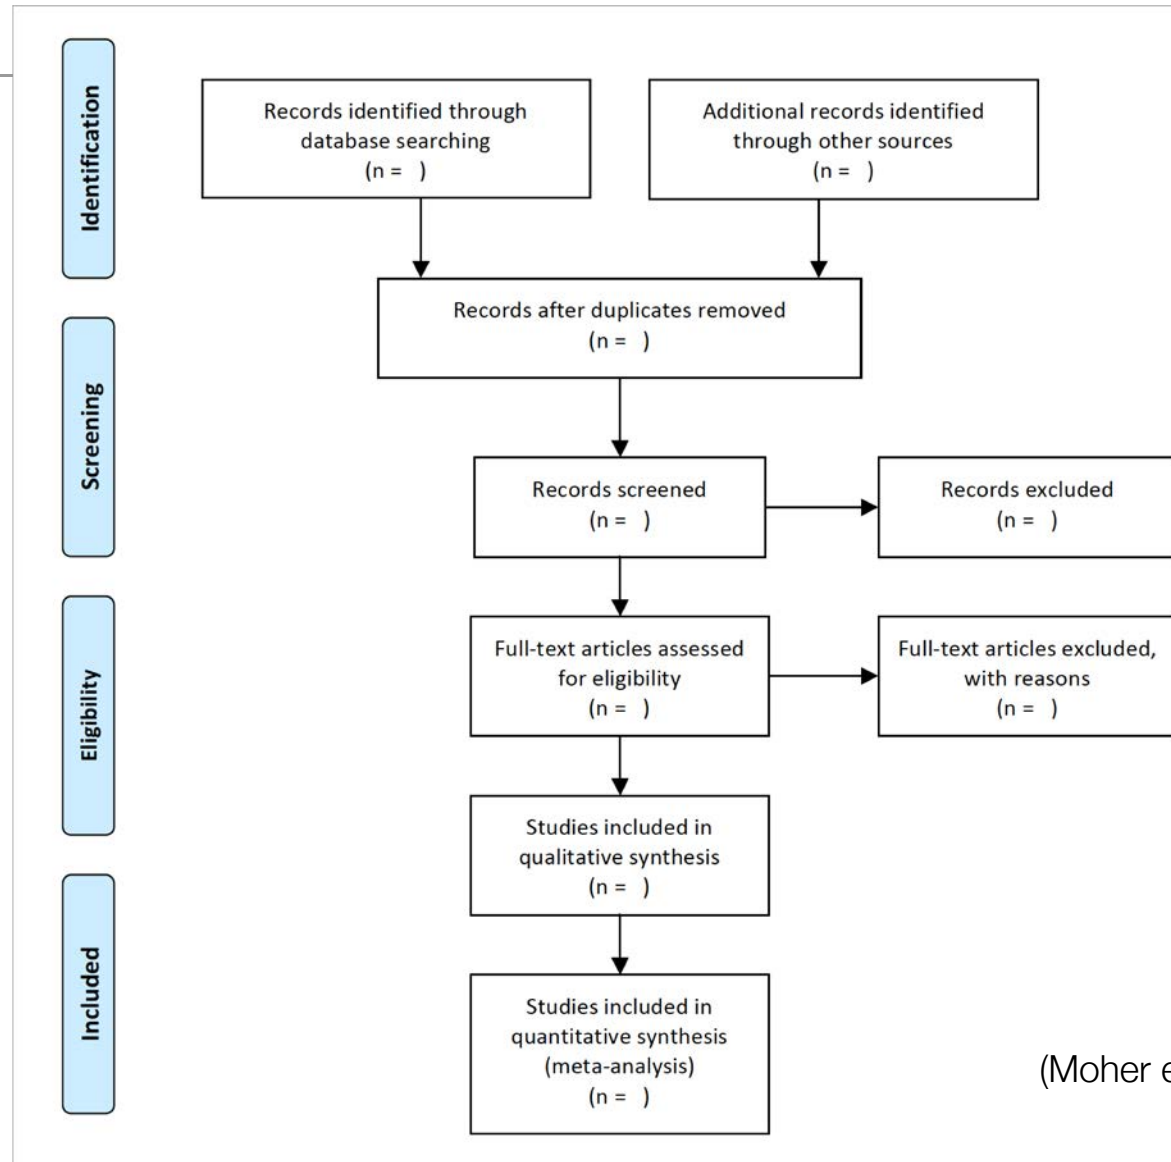 Identification
Records identified through
database searching
(n =   )
Additional records identified
through other sources
(n =   )
Records after duplicates removed
(n =   )
Screening
Records screened
(n =   )
Records excluded
(n =   )
Eligibility
Full-text articles assessed
for eligibility
(n =   )
Full-text articles excluded,
with reasons
(n =   )
Studies included in
qualitative synthesis
(n =   )
Included
Studies included in
quantitative synthesis
(meta-analysis)
(n =   )
(Moher e